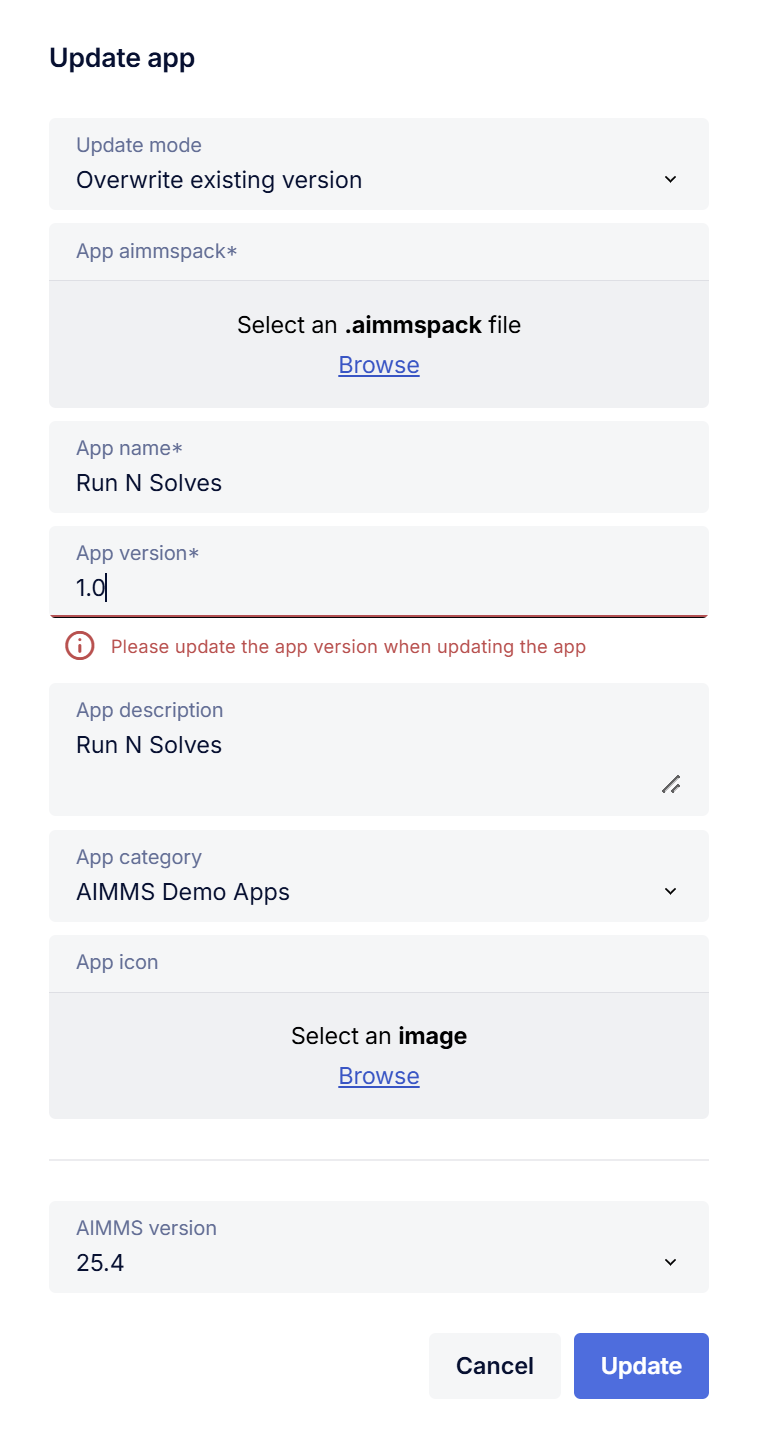 Update app
Update mode
Overwrite existing version
App aimmspack*
Select an .aimmspack file
Browse
App name*
Run N Solves
App version*
1.0
Please update the app version when updating the app
App description
Run N Solves
App category
AIMMS Demo Apps
App icon
Select an image
Browse
AIMMS version
25.4
Cancel
Update